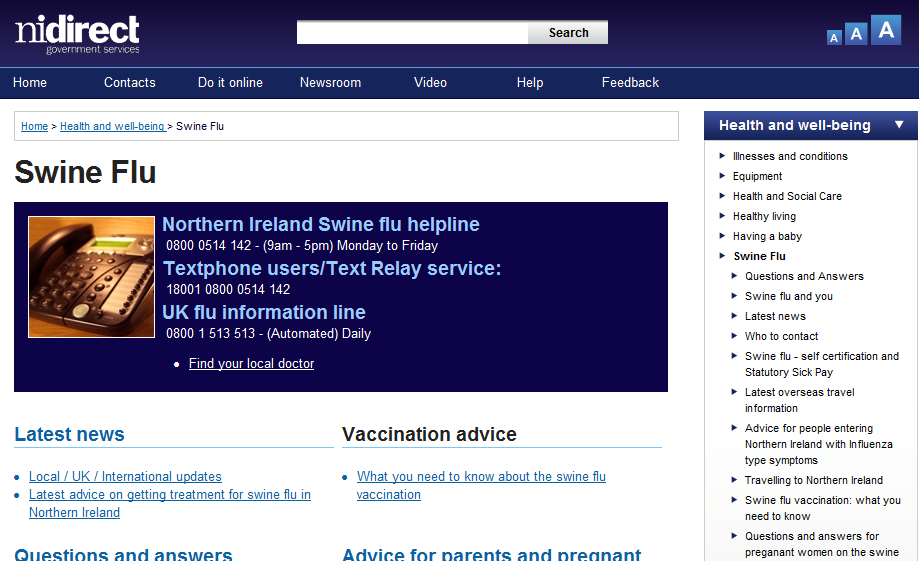 nidirect
government services
Search
A A A
Home Contacts Do it online Newsroom Video Help Feedback
Home > Health and well-being > Swine Flu
Swine Flu
Northern Ireland Swine flu helpline
0800 0514 142 - (9am - 5pm) Monday to Friday
Textphone users/Text Relay service:
18001 0800 0514 142
UK flu information line
0800 1 513 513 - (Automated) Daily
Find your local doctor
Latest news
Local / UK / International updates
Latest advice on getting treatment for swine flu in
Northern Ireland
Vaccination advice
What you need to know about the swine flu
vaccination
Questions and answers
Advice for parents and pregnant
Health and well-being
Illnesses and conditions
Equipment
Health and Social Care
Healthy living
Having a baby
Swine Flu
Questions and Answers
Swine flu and you
Latest news
Who to contact
Swine flu - self certification and
Statutory Sick Pay
Latest overseas travel
information
Advice for people entering
Northern Ireland with Influenza
type symptoms
Travelling to Northern Ireland
Swine flu vaccination: what you
need to know
Questions and answers for
preganant women on the swine